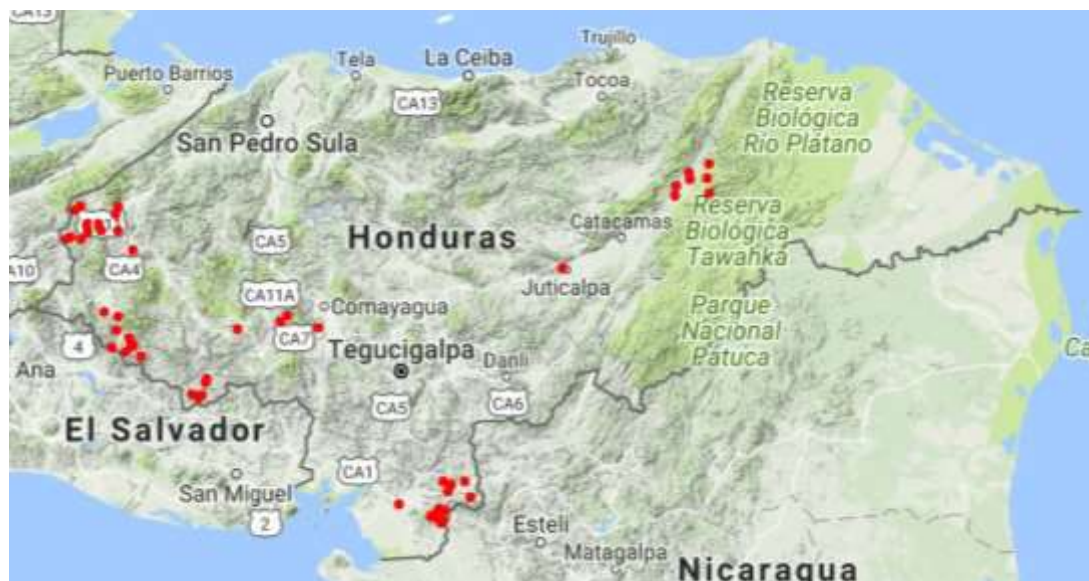 CA13
Puerto Barrios
Tela
La Ceiba
Trujillo
Tocoa
CA13
San Pedro Sula
Reserva
Biológica
Rio Plátano
CA5
Honduras
Catacamas
Reserva
Biológica
Tawahka
CA10
CA4
CA11A
Comayagua
Juticalpa
CA7
Parque
Nacional
Patuca
4
Ana
Tegucigalpa
Danlí
CA5
CA6
El Salvador
CA1
San Miguel
2
Estelí
Matagalpa
Nicaragua